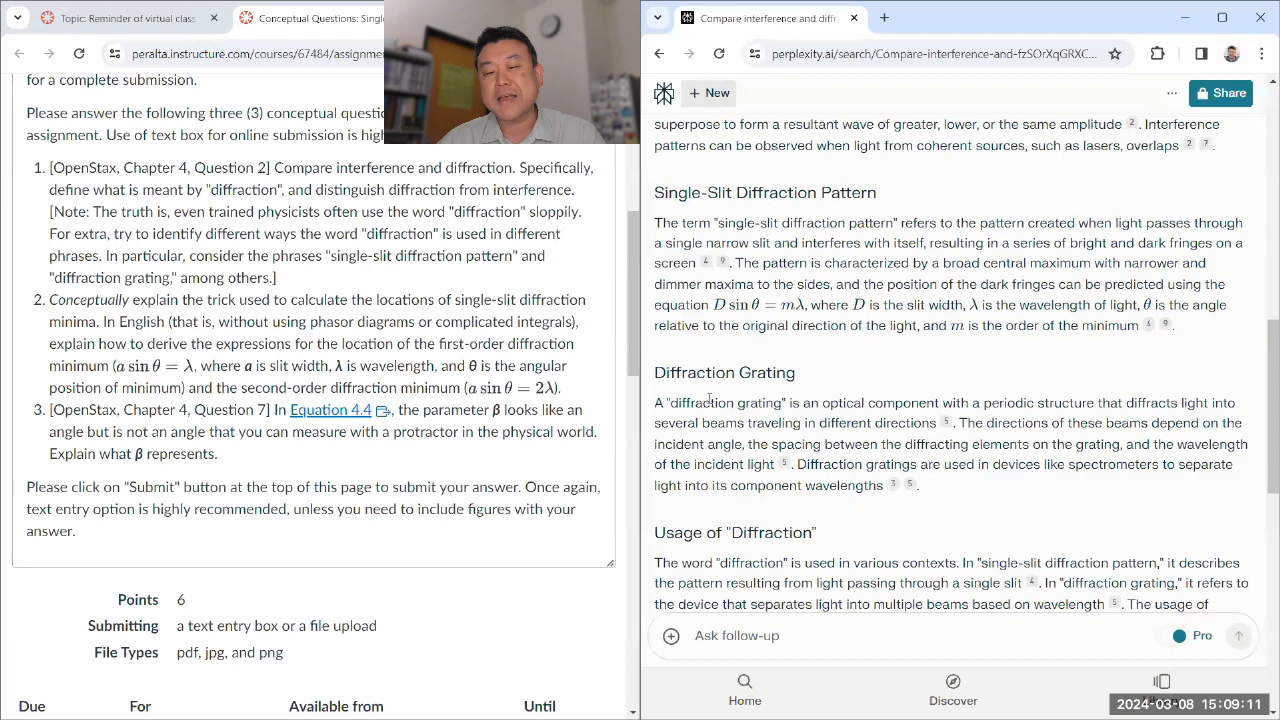 Topic: Reminder of virtual class
Conceptual Questions: Singl
peralta.instructure.com/courses/67484/assignme
for a complete submission.
Please answer the following three (3) conceptual questi
assignment. Use of text box for online submission is hig
1. [OpenStax, Chapter 4, Question 2] Compare interference and diffraction. Specifically,
define what is meant by "diffraction", and distinguish diffraction from interference.
[Note: The truth is, even trained physicists often use the word "diffraction" sloppily.
For extra, try to identify different ways the word "diffraction" is used in different
phrases. In particular, consider the phrases "single-slit diffraction pattern" and
"diffraction grating," among others.]
2. Conceptually explain the trick used to calculate the locations of single-slit diffraction
minima. In English (that is, without using phasor diagrams or complicated integrals),
explain how to derive the expressions for the location of the first-order diffraction
minimum (a sin θ = λ, where a is slit width, λ is wavelength, and θ is the angular
position of minimum) and the second-order diffraction minimum (a sin θ = 2λ).
3. [OpenStax, Chapter 4, Question 7] In Equation 4.4, the parameter β looks like an
angle but is not an angle that you can measure with a protractor in the physical world.
Explain what β represents.
Please click on "Submit" button at the top of this page to submit your answer. Once again,
text entry option is highly recommended, unless you need to include figures with your
answer.
Points 6
Submitting a text entry box or a file upload
File Types pdf, jpg, and png
Due For Available from Until
Compare interference and diffr
perplexity.ai/search/Compare-interference-and-fzSOrXqGRXC...
+ New
Share
superpose to form a resultant wave of greater, lower, or the same amplitude 2. Interference
patterns can be observed when light from coherent sources, such as lasers, overlaps 2 7.
Single-Slit Diffraction Pattern
The term "single-slit diffraction pattern" refers to the pattern created when light passes through
a single narrow slit and interferes with itself, resulting in a series of bright and dark fringes on a
screen 4 9. The pattern is characterized by a broad central maximum with narrower and
dimmer maxima to the sides, and the position of the dark fringes can be predicted using the
equation D sin θ = mλ, where D is the slit width, λ is the wavelength of light, θ is the angle
relative to the original direction of the light, and m is the order of the minimum 4 9.
Diffraction Grating
A "diffraction grating" is an optical component with a periodic structure that diffracts light into
several beams traveling in different directions 5. The directions of these beams depend on the
incident angle, the spacing between the diffracting elements on the grating, and the wavelength
of the incident light 5. Diffraction gratings are used in devices like spectrometers to separate
light into its component wavelengths 3 5.
Usage of "Diffraction"
The word "diffraction" is used in various contexts. In "single-slit diffraction pattern," it describes
the pattern resulting from light passing through a single slit 4. In "diffraction grating," it refers to
the device that separates light into multiple beams based on wavelength 5. The usage of
Ask follow-up
Pro
Home
Discover
2024-03-08 15:09:11